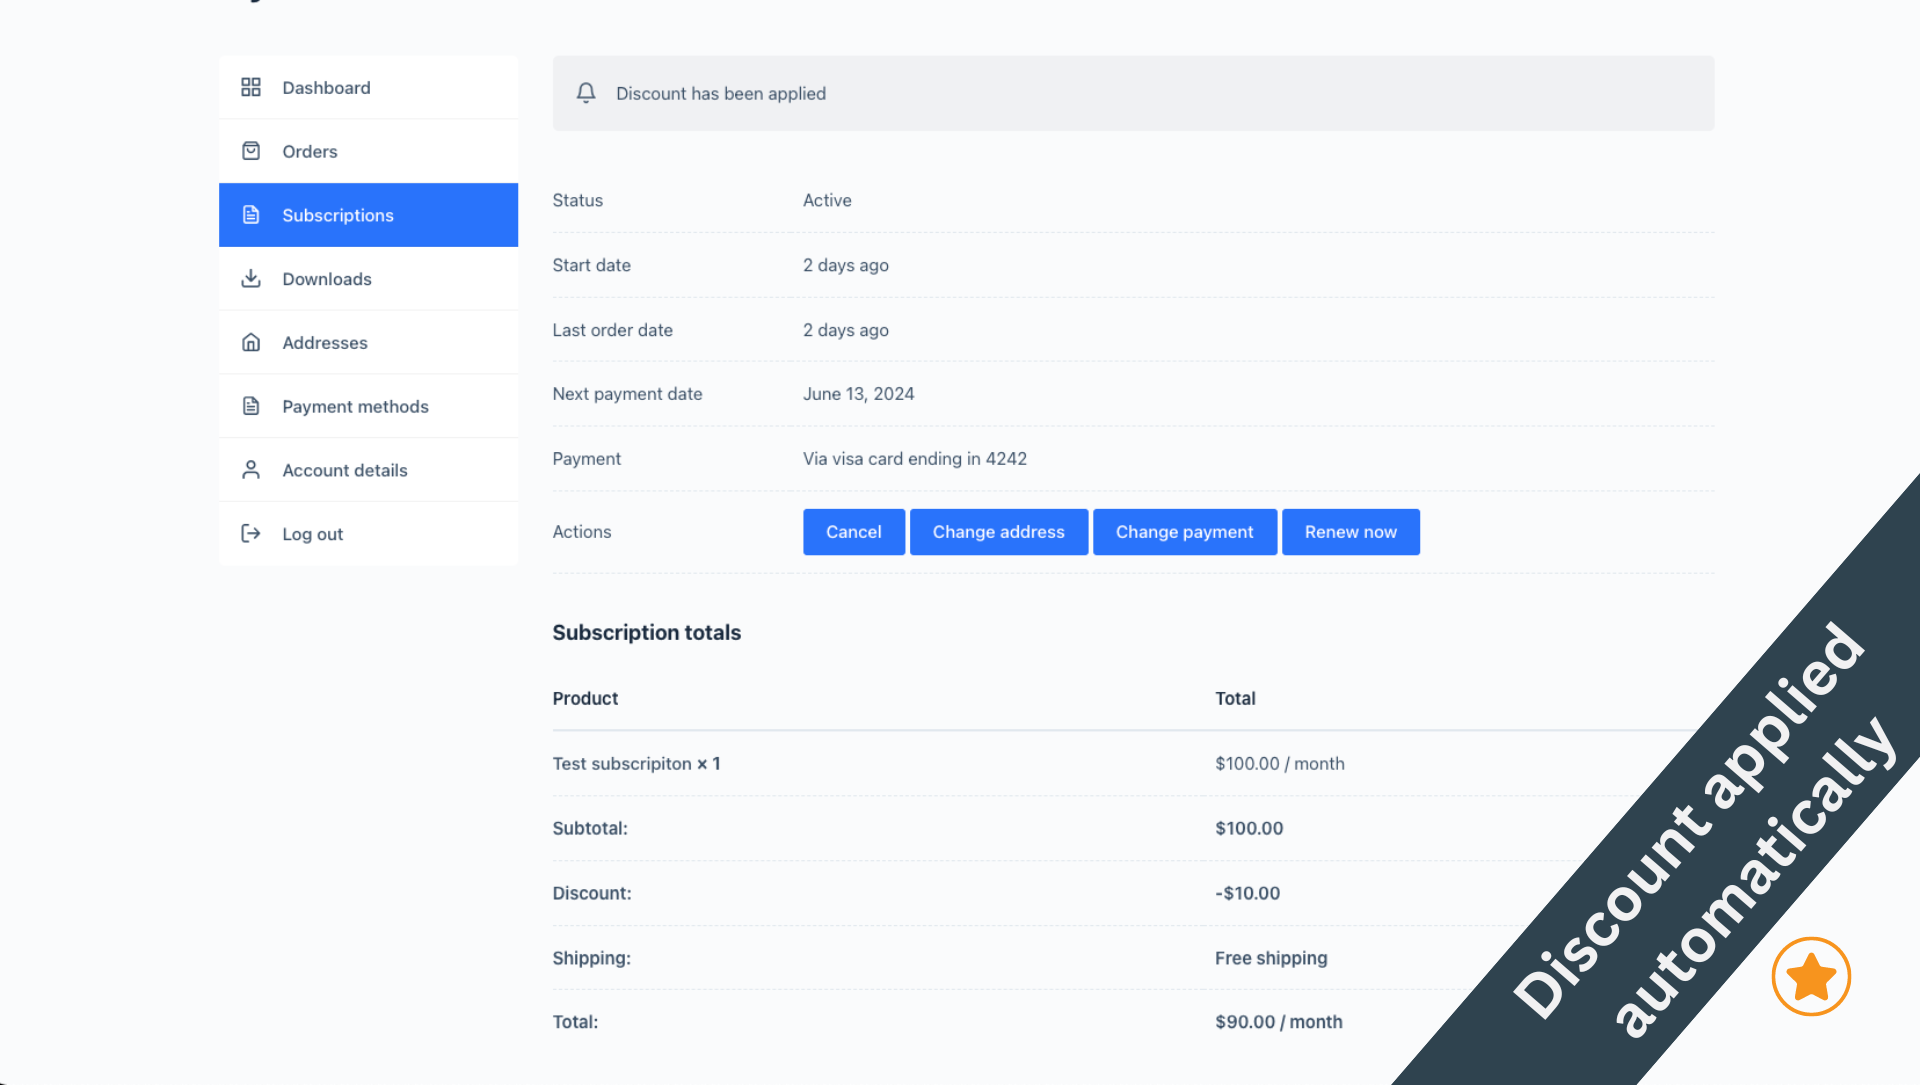 Dashboard
Orders
Subscriptions
Downloads
Addresses
Payment methods
Account details
Log out
Discount has been applied
Status Active
Start date 2 days ago
Last order date 2 days ago
Next payment date June 13, 2024
Payment Via visa card ending in 4242
Actions Cancel Change address Change payment Renew now
Subscription totals
Product Total
Test subscripiton × 1 $100.00 / month
Subtotal: $100.00
Discount: -$10.00
Shipping: Free shipping
Total: $90.00 / month
Discount applied
automatically